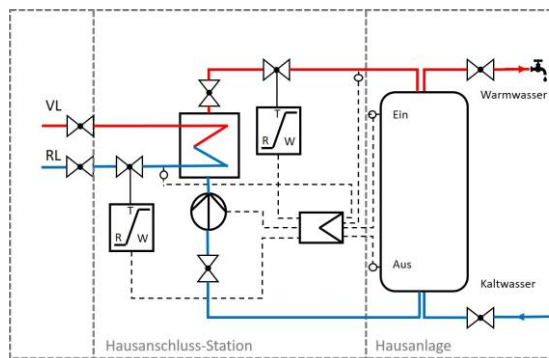 Warmwasser
VL
T
Ein
R W
RL
T
R W
Aus
Kaltwasser
Hausanschluss-Station
Hausanlage